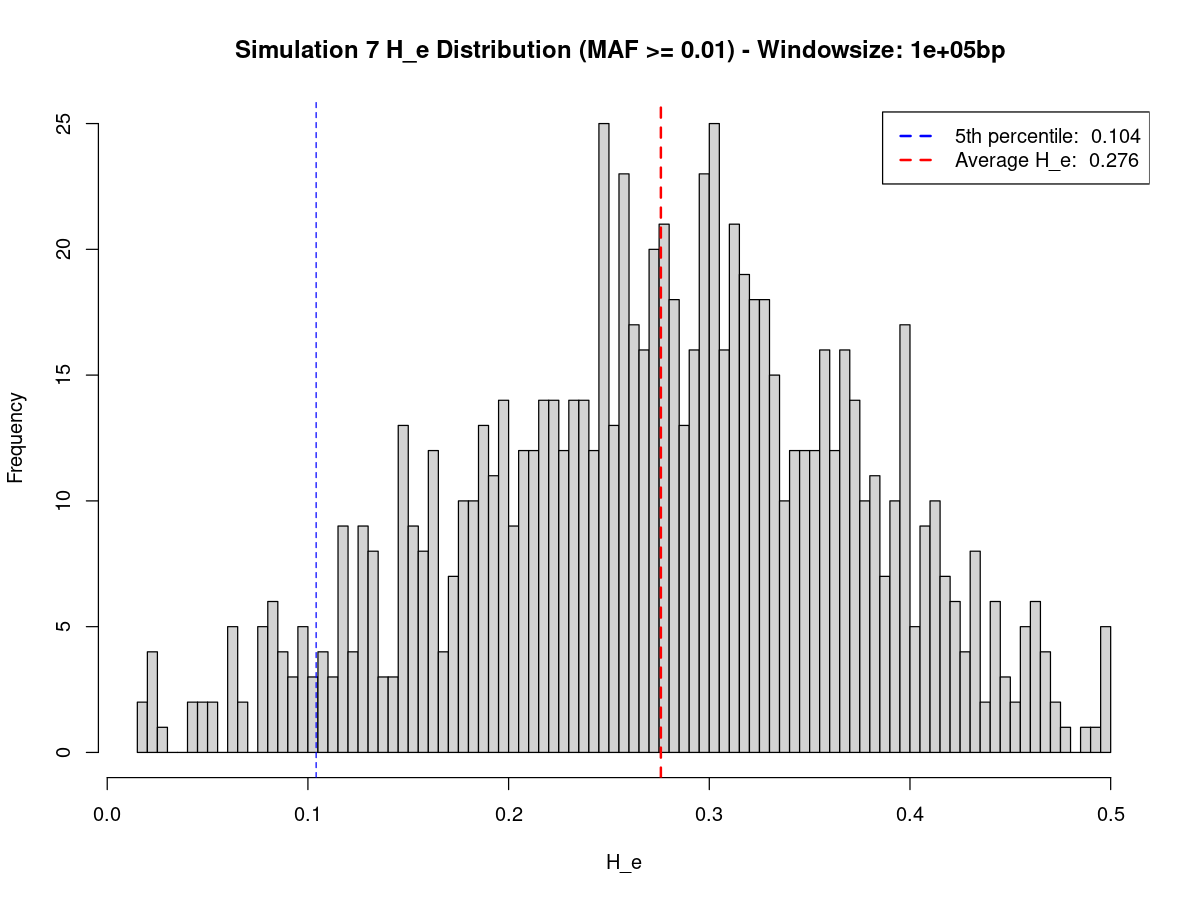 Simulation 7 H_e Distribution (MAF >= 0.01) - Windowsize: 1e+05bp
5th percentile: 0.104
Average H_e: 0.276
Frequency
25
20
15
10
5
0
0.0 0.1 0.2 0.3 0.4 0.5
H_e